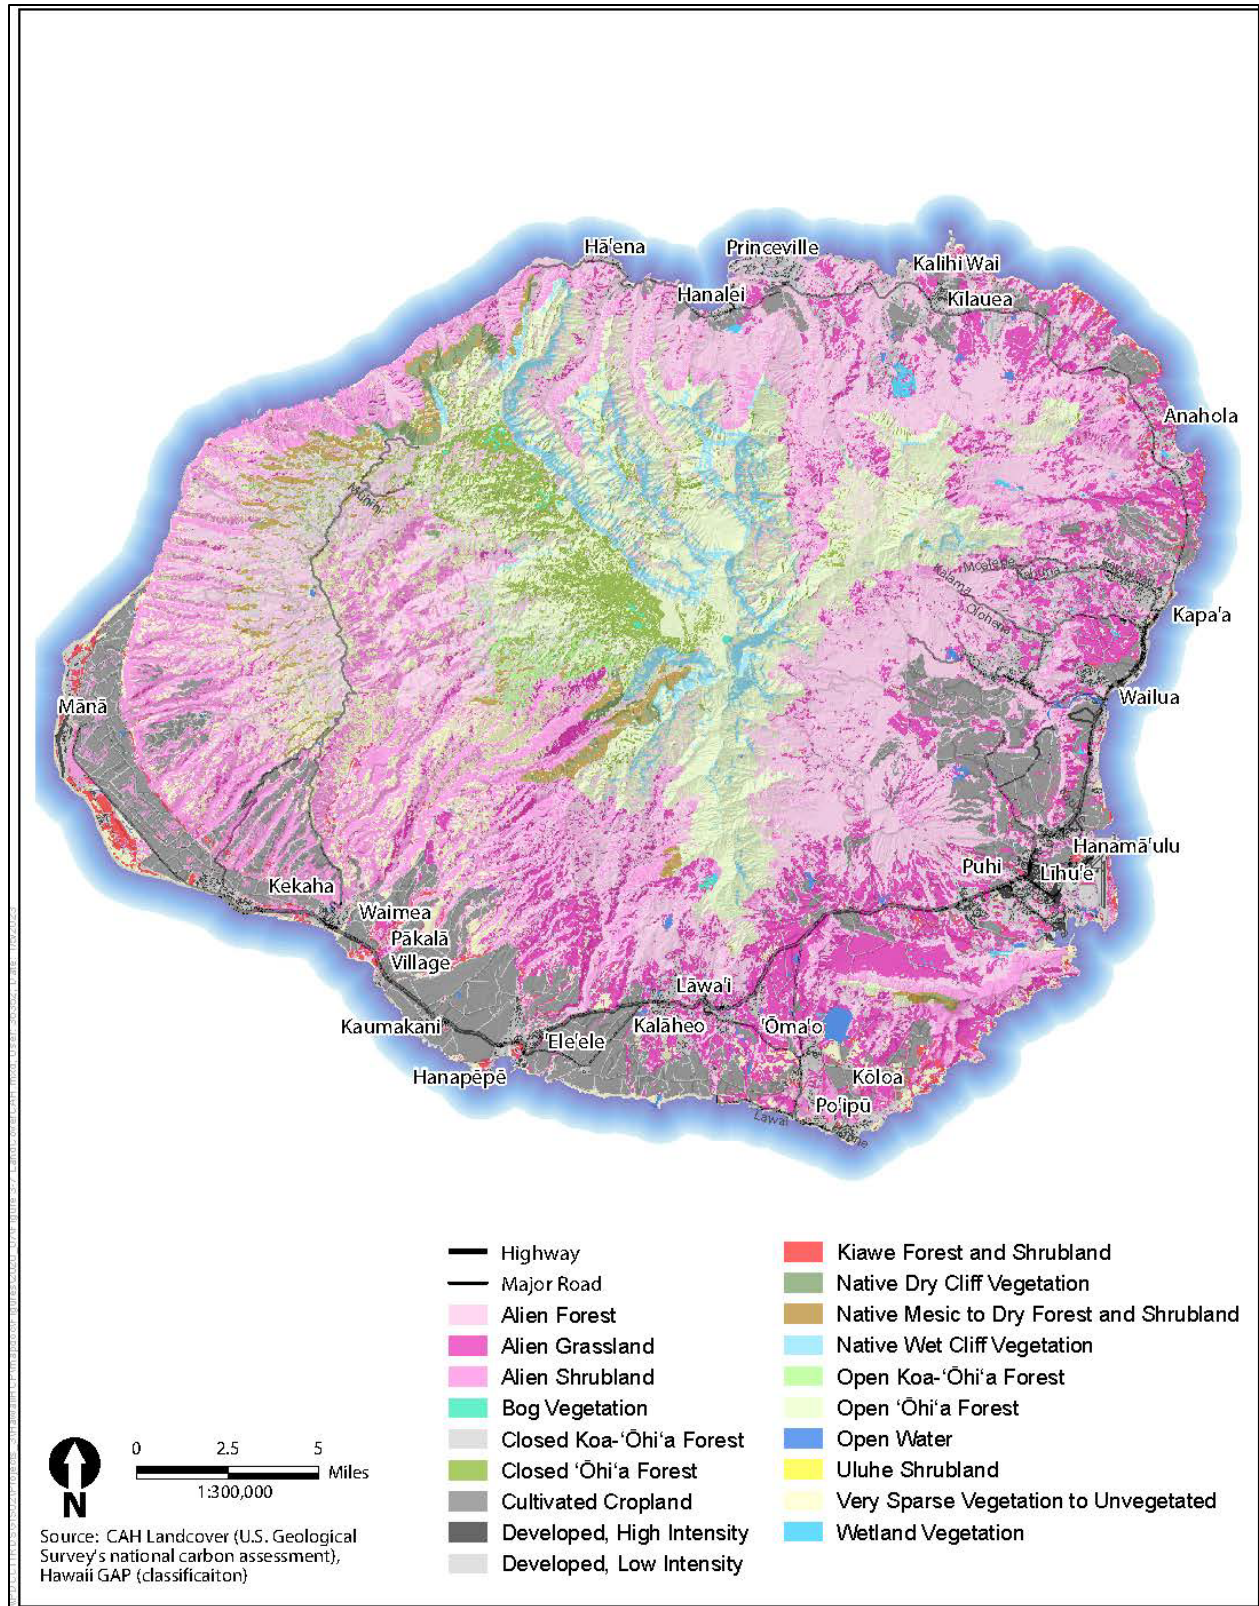 Hā'ena
Princeville
Kalihi Wai
Hanalei
Kīlauea
Anahola
Kalama
Olohena
Kapa'a
Wailua
Mānā
Hanamā'ulu
Puhi
Līhu'e
Kekaha
Waimea
Pākalā
Village
Lāwa'i
Kaumakani
'Ele'ele
Kalāheo
'Ōma'o
Hanapēpē
Kōloa
Po'ipū
Lawai
Highway
Major Road
Alien Forest
Alien Grassland
Alien Shrubland
Bog Vegetation
Closed Koa-‘Ōhi‘a Forest
Closed ‘Ōhi‘a Forest
Cultivated Cropland
Developed, High Intensity
Developed, Low Intensity
Kiawe Forest and Shrubland
Native Dry Cliff Vegetation
Native Mesic to Dry Forest and Shrubland
Native Wet Cliff Vegetation
Open Koa-‘Ōhi‘a Forest
Open ‘Ōhi‘a Forest
Open Water
Uluhe Shrubland
Very Sparse Vegetation to Unvegetated
Wetland Vegetation
0 2.5 5
Miles
1:300,000
N
Source: CAH Landcover (U.S. Geological
Survey's national carbon assessment),
Hawaii GAP (classificaiton)